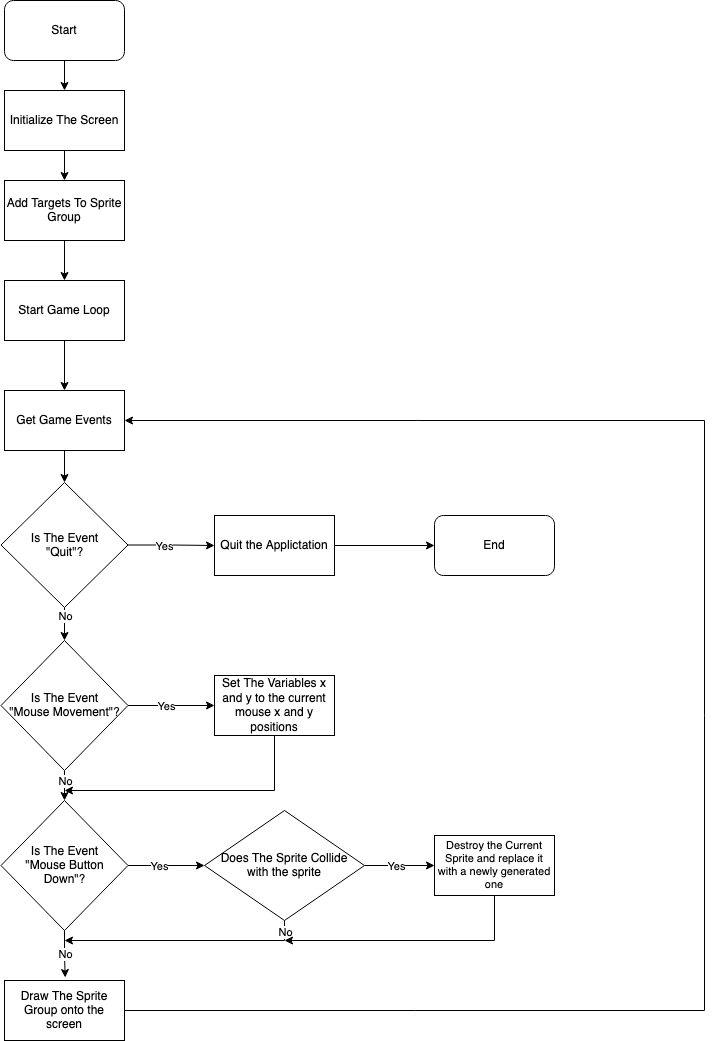 Start
Initialize The Screen
Add Targets To Sprite
Group
Start Game Loop
Get Game Events
Is The Event
"Quit"?
Yes
Quit the Applictation
End
No
Is The Event
"Mouse Movement"?
Yes
Set The Variables x
and y to the current
mouse x and y
positions
No
Is The Event
"Mouse Button
Down"?
Yes
Does The Sprite Collide
with the sprite
Yes
Destroy the Current
Sprite and replace it
with a newly generated
one
No
No
Draw The Sprite
Group onto the
screen